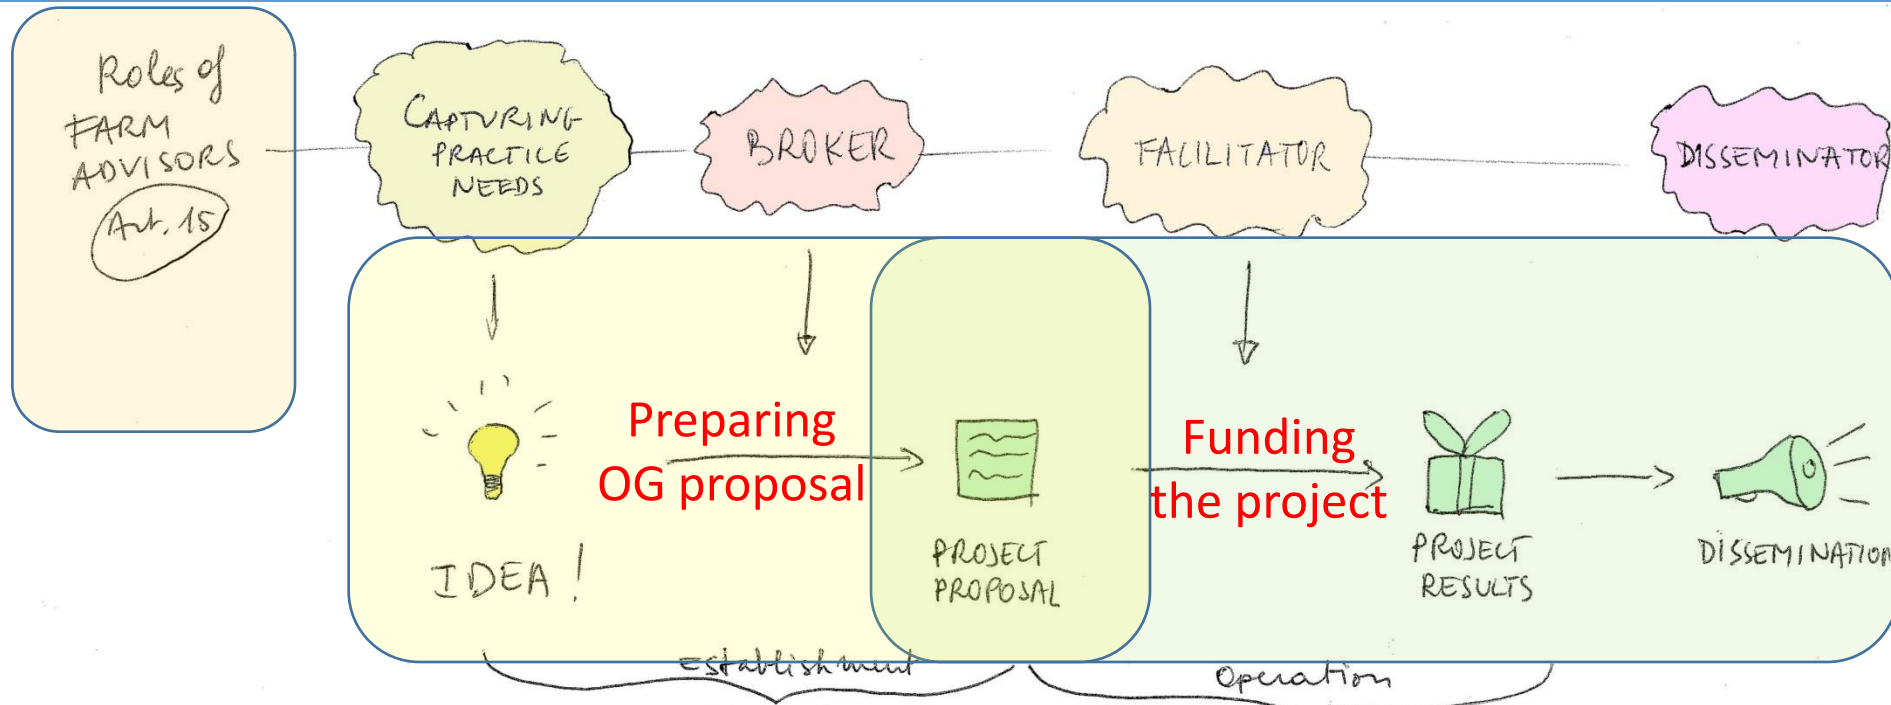 Roles of
FARM
ADVISORS
Art. 15
CAPTURING
PRACTICE
NEEDS
BROKER
FACILITATOR
DISSEMINATOR
Preparing
OG proposal
Funding
the project
IDEA !
PROJECT
PROPOSAL
PROJECT
RESULTS
DISSEMINATION
Establishment
Operation